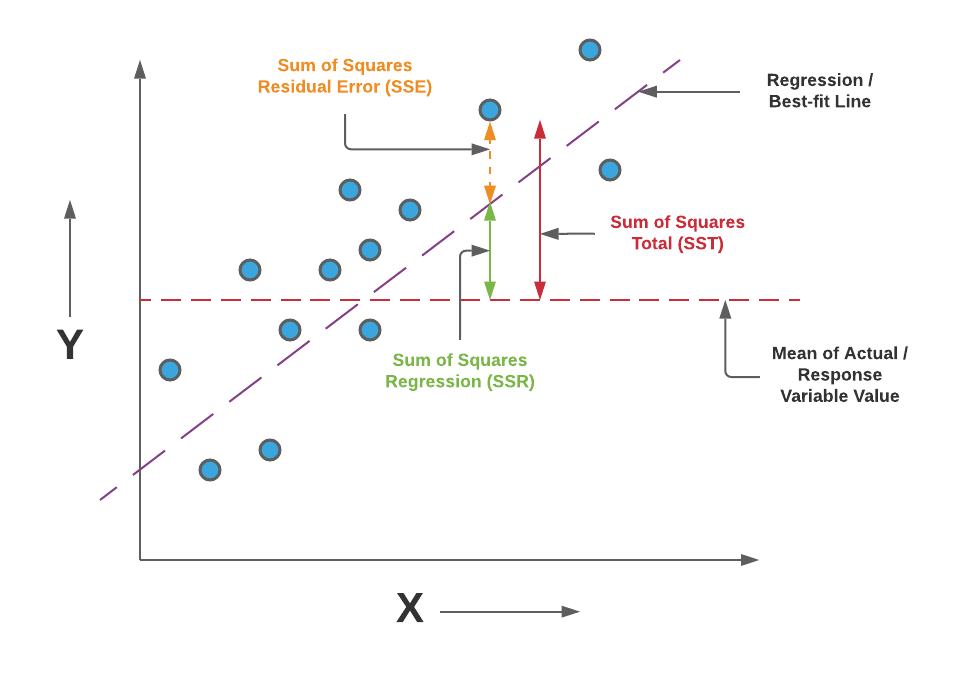 Sum of Squares
Residual Error (SSE)
Regression /
Best-fit Line
Sum of Squares
Total (SST)
Y
Sum of Squares
Regression (SSR)
Mean of Actual /
Response
Variable Value
X